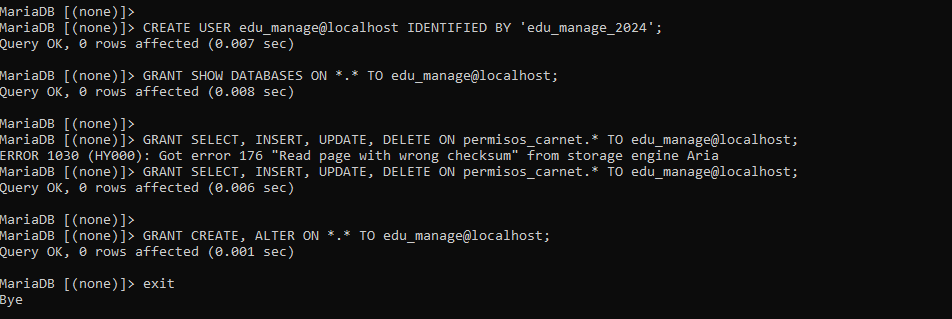 MariaDB [(none)]>
MariaDB [(none)]> CREATE USER edu_manage@localhost IDENTIFIED BY 'edu_manage_2024';
Query OK, 0 rows affected (0.007 sec)
MariaDB [(none)]> GRANT SHOW DATABASES ON *.* TO edu_manage@localhost;
Query OK, 0 rows affected (0.008 sec)
MariaDB [(none)]>
MariaDB [(none)]> GRANT SELECT, INSERT, UPDATE, DELETE ON permisos_carnet.* TO edu_manage@localhost;
ERROR 1030 (HY000): Got error 176 "Read page with wrong checksum" from storage engine Aria
MariaDB [(none)]> GRANT SELECT, INSERT, UPDATE, DELETE ON permisos_carnet.* TO edu_manage@localhost;
Query OK, 0 rows affected (0.006 sec)
MariaDB [(none)]>
MariaDB [(none)]> GRANT CREATE, ALTER ON *.* TO edu_manage@localhost;
Query OK, 0 rows affected (0.001 sec)
MariaDB [(none)]> exit
Bye